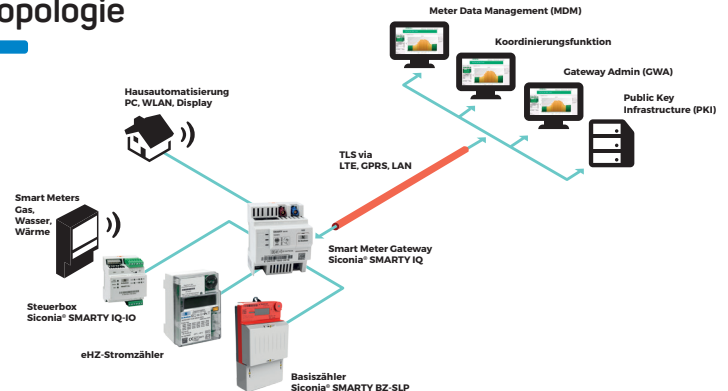 opologie
Meter Data Management (MDM)
Koordinierungsfunktion
Gateway Admin (GWA)
Public Key
Infrastructure (PKI)
Hausautomatisierung
PC, WLAN, Display
TLS via
LTE, GPRS, LAN
Smart Meters
Gas,
Wasser,
Wärme
Smart Meter Gateway
Siconia® SMARTY IQ
Steuerbox
Siconia® SMARTY IQ-IO
eHZ-Stromzähler
Basiszähler
Siconia® SMARTY BZ-SLP